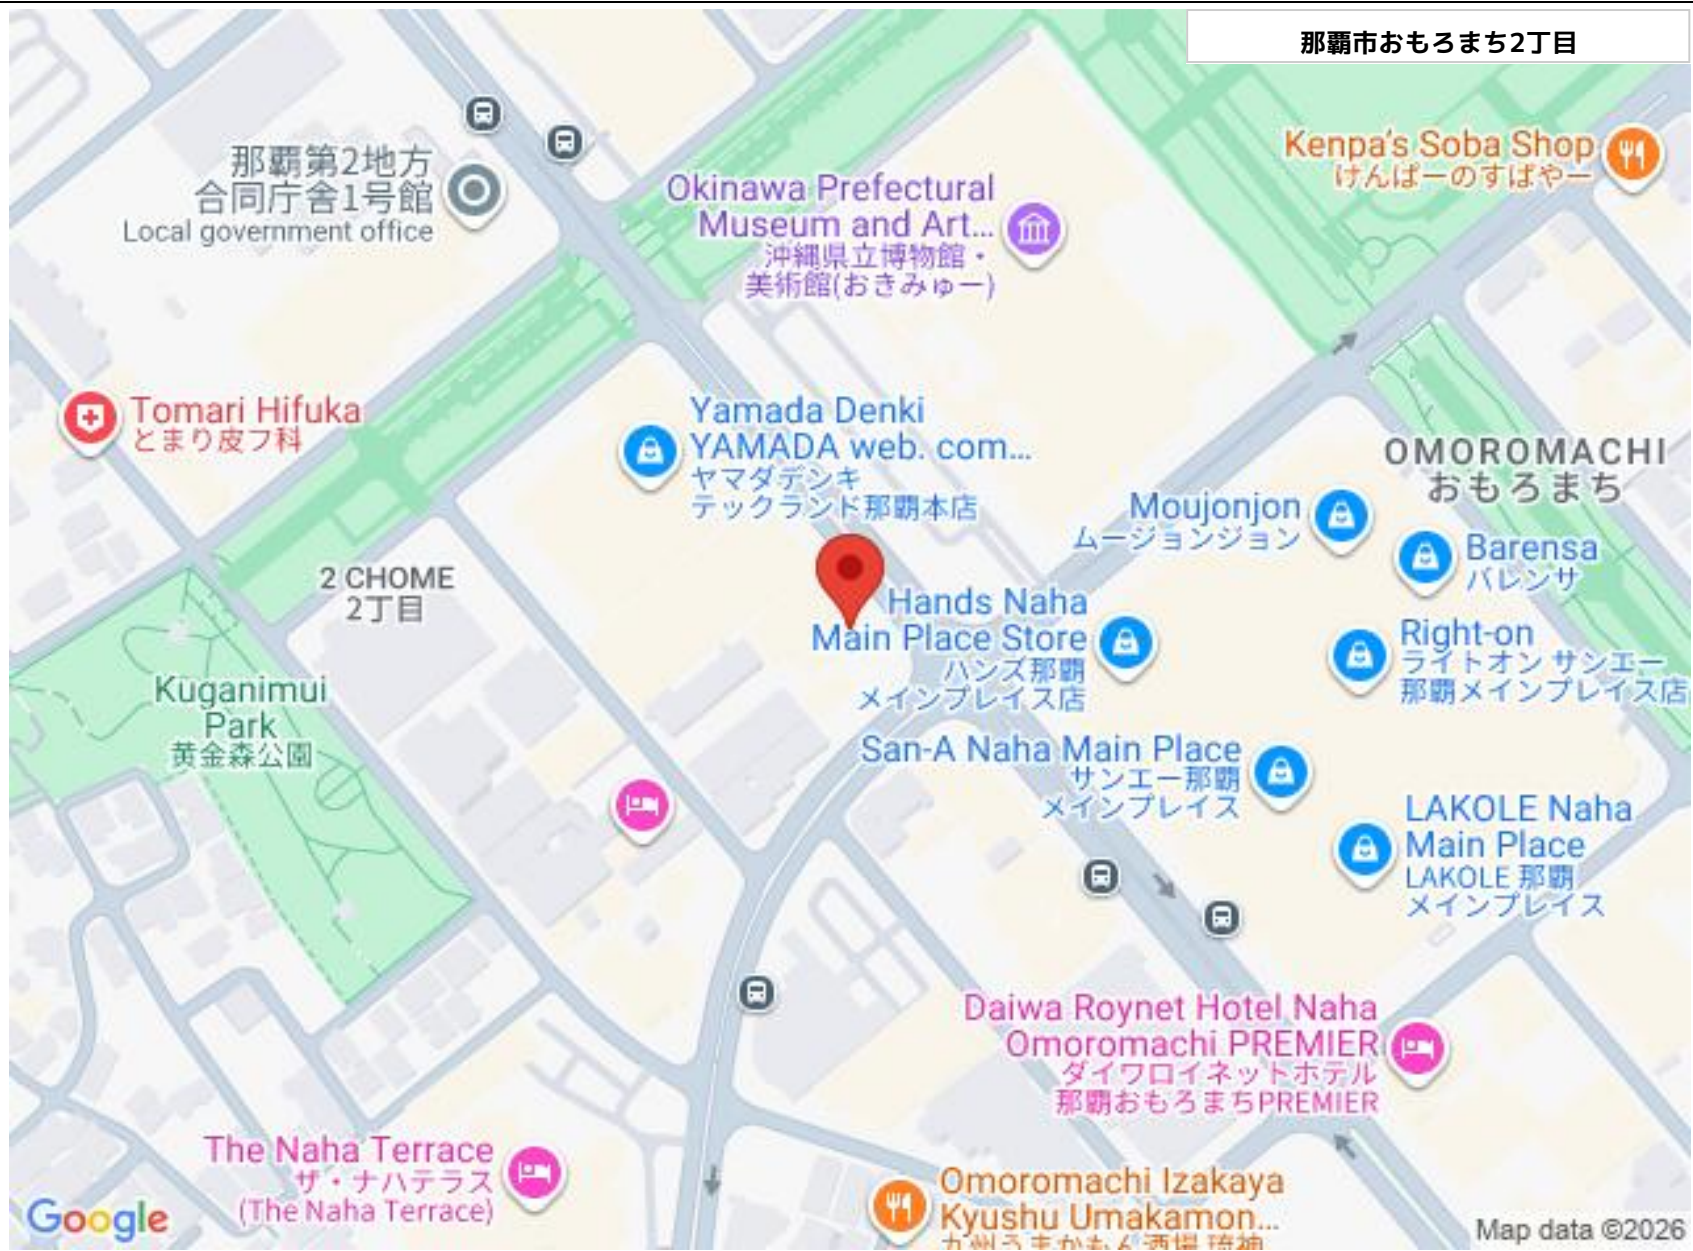 那覇市おもろまち2丁目
那覇第2地方
合同庁舎1号館
Local government office
Okinawa Prefectural
Museum and Art...
沖縄県立博物館・
美術館(おきみゅー)
Kenpa's Soba Shop
けんぱーのすばやー
Tomari Hifuka
とまり皮フ科
Yamada Denki
YAMADA web. com...
ヤマダデンキ
テックランド那覇本店
OMOROMACHI
おもろまち
Moujonjon
ムージョンジョン
Barensa
バレンサ
2 CHOME
2丁目
Hands Naha
Main Place Store
ハンズ那覇
メインプレイス店
Right-on
ライトオン サンエー
那覇メインプレイス店
Kuganimui
Park
黄金森公園
San-A Naha Main Place
サンエー那覇
メインプレイス
LAKOLE Naha
Main Place
LAKOLE 那覇
メインプレイス
Daiwa Roynet Hotel Naha
Omoromachi PREMIER
ダイワロイネットホテル
那覇おもろまちPREMIER
The Naha Terrace
ザ・ナハテラス
(The Naha Terrace)
Omoromachi Izakaya
Kyushu Umakamon...
九州うまかもん酒場 琉神
Google
Map data ©2026